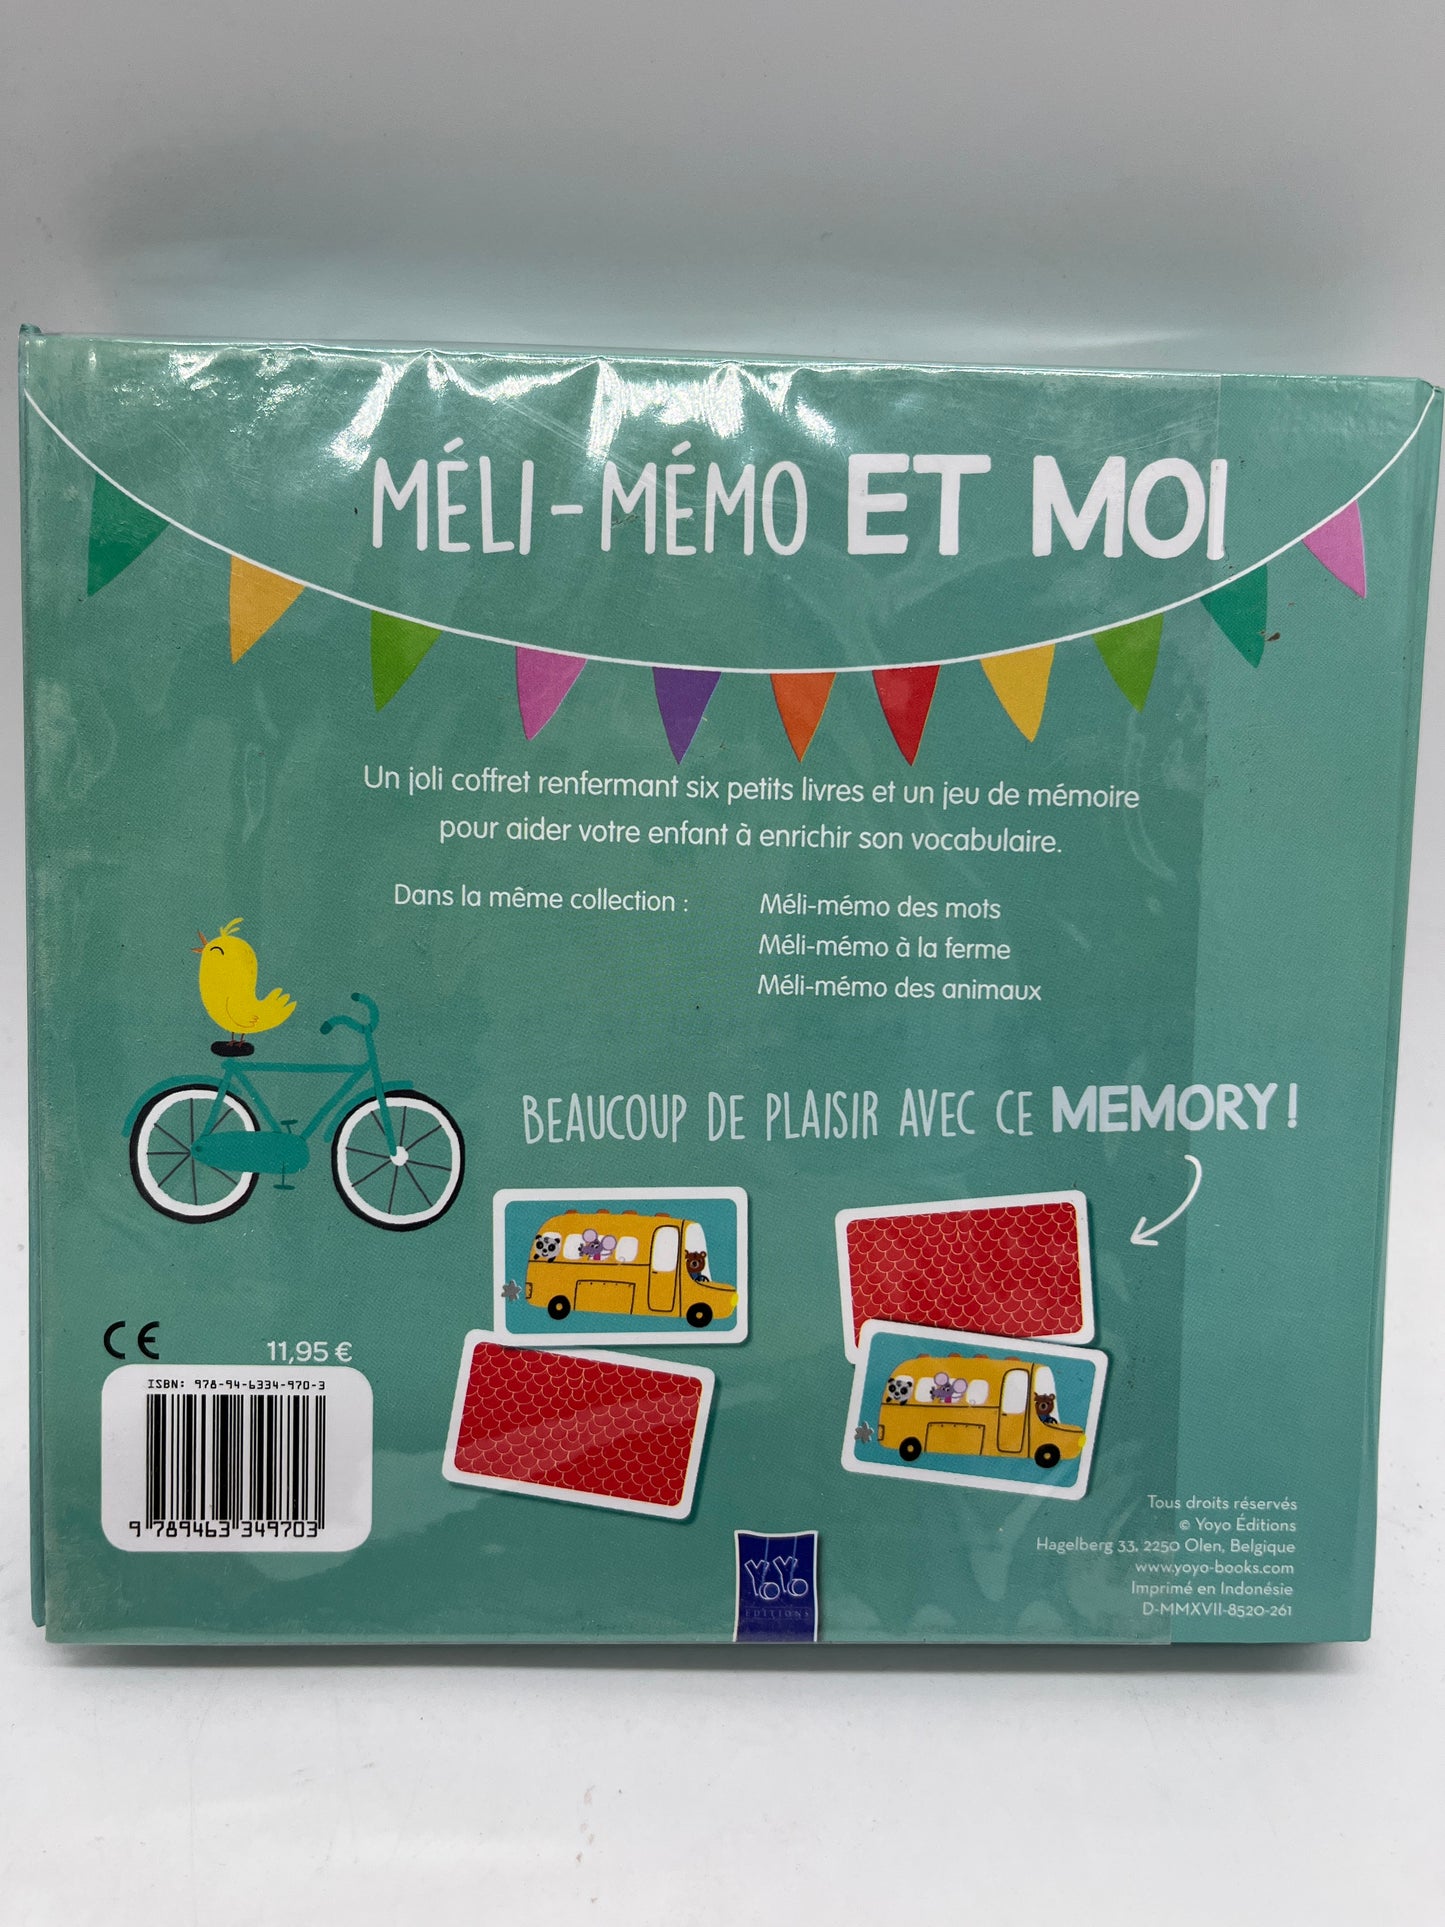 MÉLI-MÉMO ET MOI
Un joli coffret renfermant six petits livres et un jeu de mémoire
pour aider votre enfant à enrichir son vocabulaire.
Dans la même collection : Méli-mémo des mots
Méli-mémo à la ferme
Méli-mémo des animaux
BEAUCOUP DE PLAISIR AVEC CE MEMORY !
CE
11,95 €
ISBN: 978-94-6334-970-3
9 789463 349703
YOYO
EDITIONS
Tous droits réservés
© Yoyo Éditions
Hagelberg 33, 2250 Olen, Belgique
www.yoyo-books.com
Imprimé en Indonésie
D-MMXVII-8520-261